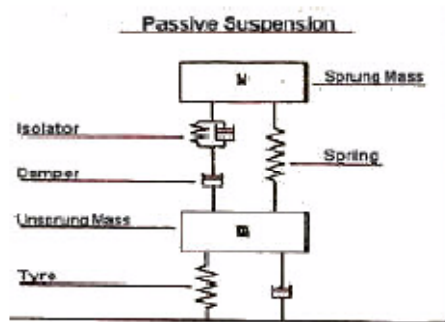 Passive Suspension
M
Sprung Mass
Isolator
Spring
Damper
Unsprung Mass
m
Tyre